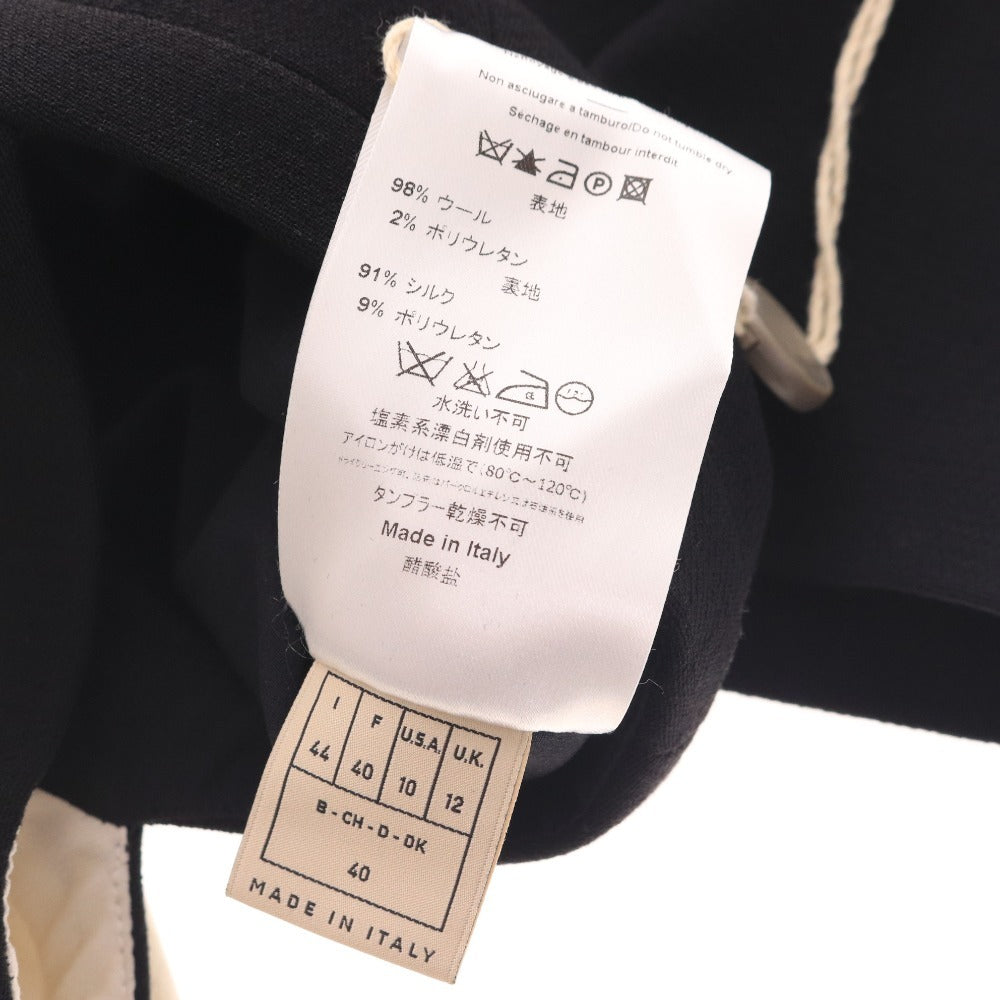 Non asciugare a tamburo/Do not tumble dry
Séchage en tambour interdit
P
表地
98% ウール
2% ポリウレタン
裏地
91% シルク
9% ポリウレタン
水洗い不可
塩素系漂白剤使用不可
アイロンがけは低温で(80℃～120℃)
タンブラー乾燥不可
Made in Italy
醋酸盐
I F U.S.A. U.K.
44 40 10 12
B - CH - D - DK
40
MADE IN ITALY